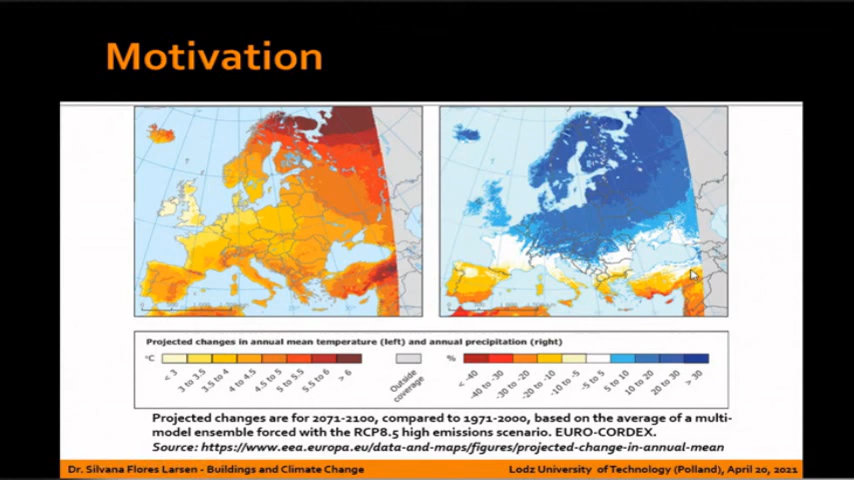 Motivation
Projected changes in annual mean temperature (left) and annual precipitation (right)
°C
< 3
3 to 3.5
3.5 to 4
4 to 4.5
4.5 to 5
5 to 5.5
5.5 to 6
> 6
Outside
coverage
%
< -40
-40 to -30
-30 to -20
-20 to -10
-10 to -5
-5 to 5
5 to 10
10 to 20
20 to 30
> 30
Projected changes are for 2071-2100, compared to 1971-2000, based on the average of a multi-
model ensemble forced with the RCP8.5 high emissions scenario. EURO-CORDEX.
Source: https://www.eea.europa.eu/data-and-maps/figures/projected-change-in-annual-mean
Dr. Silvana Flores Larsen - Buildings and Climate Change
Lodz University of Technology (Polland), April 20, 2021